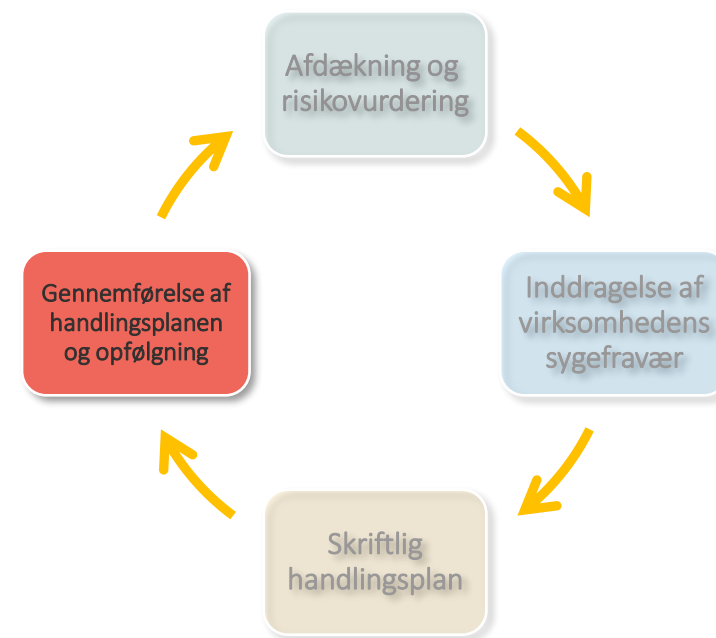 Afdækning og
risikovurdering
Inddragelse af
virksomhedens
sygefravær
Skriftlig
handlingsplan
Gennemførelse af
handlingsplanen
og opfølgning